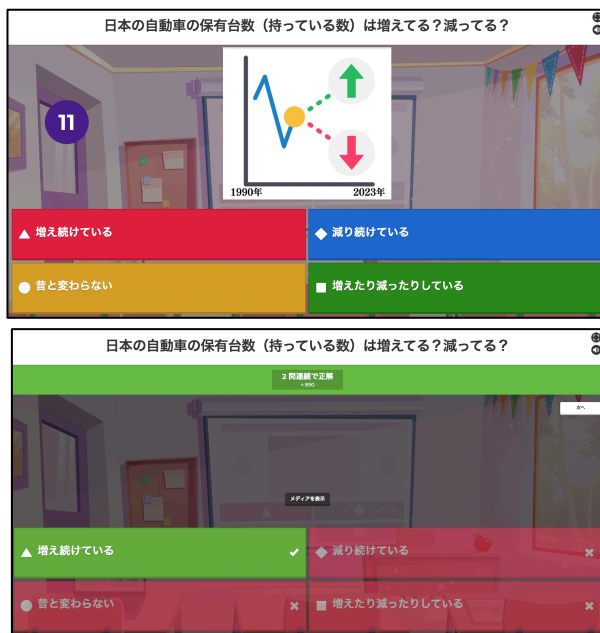 日本の自動車の保有台数（持っている数）は増えてる？減ってる？
11
1990年
2023年
増え続けている
減り続けている
昔と変わらない
増えたり減ったりしている
日本の自動車の保有台数（持っている数）は増えてる？減ってる？
2 問連続で正解
+ 890
次へ
メディアを表示
増え続けている
減り続けている
昔と変わらない
増えたり減ったりしている